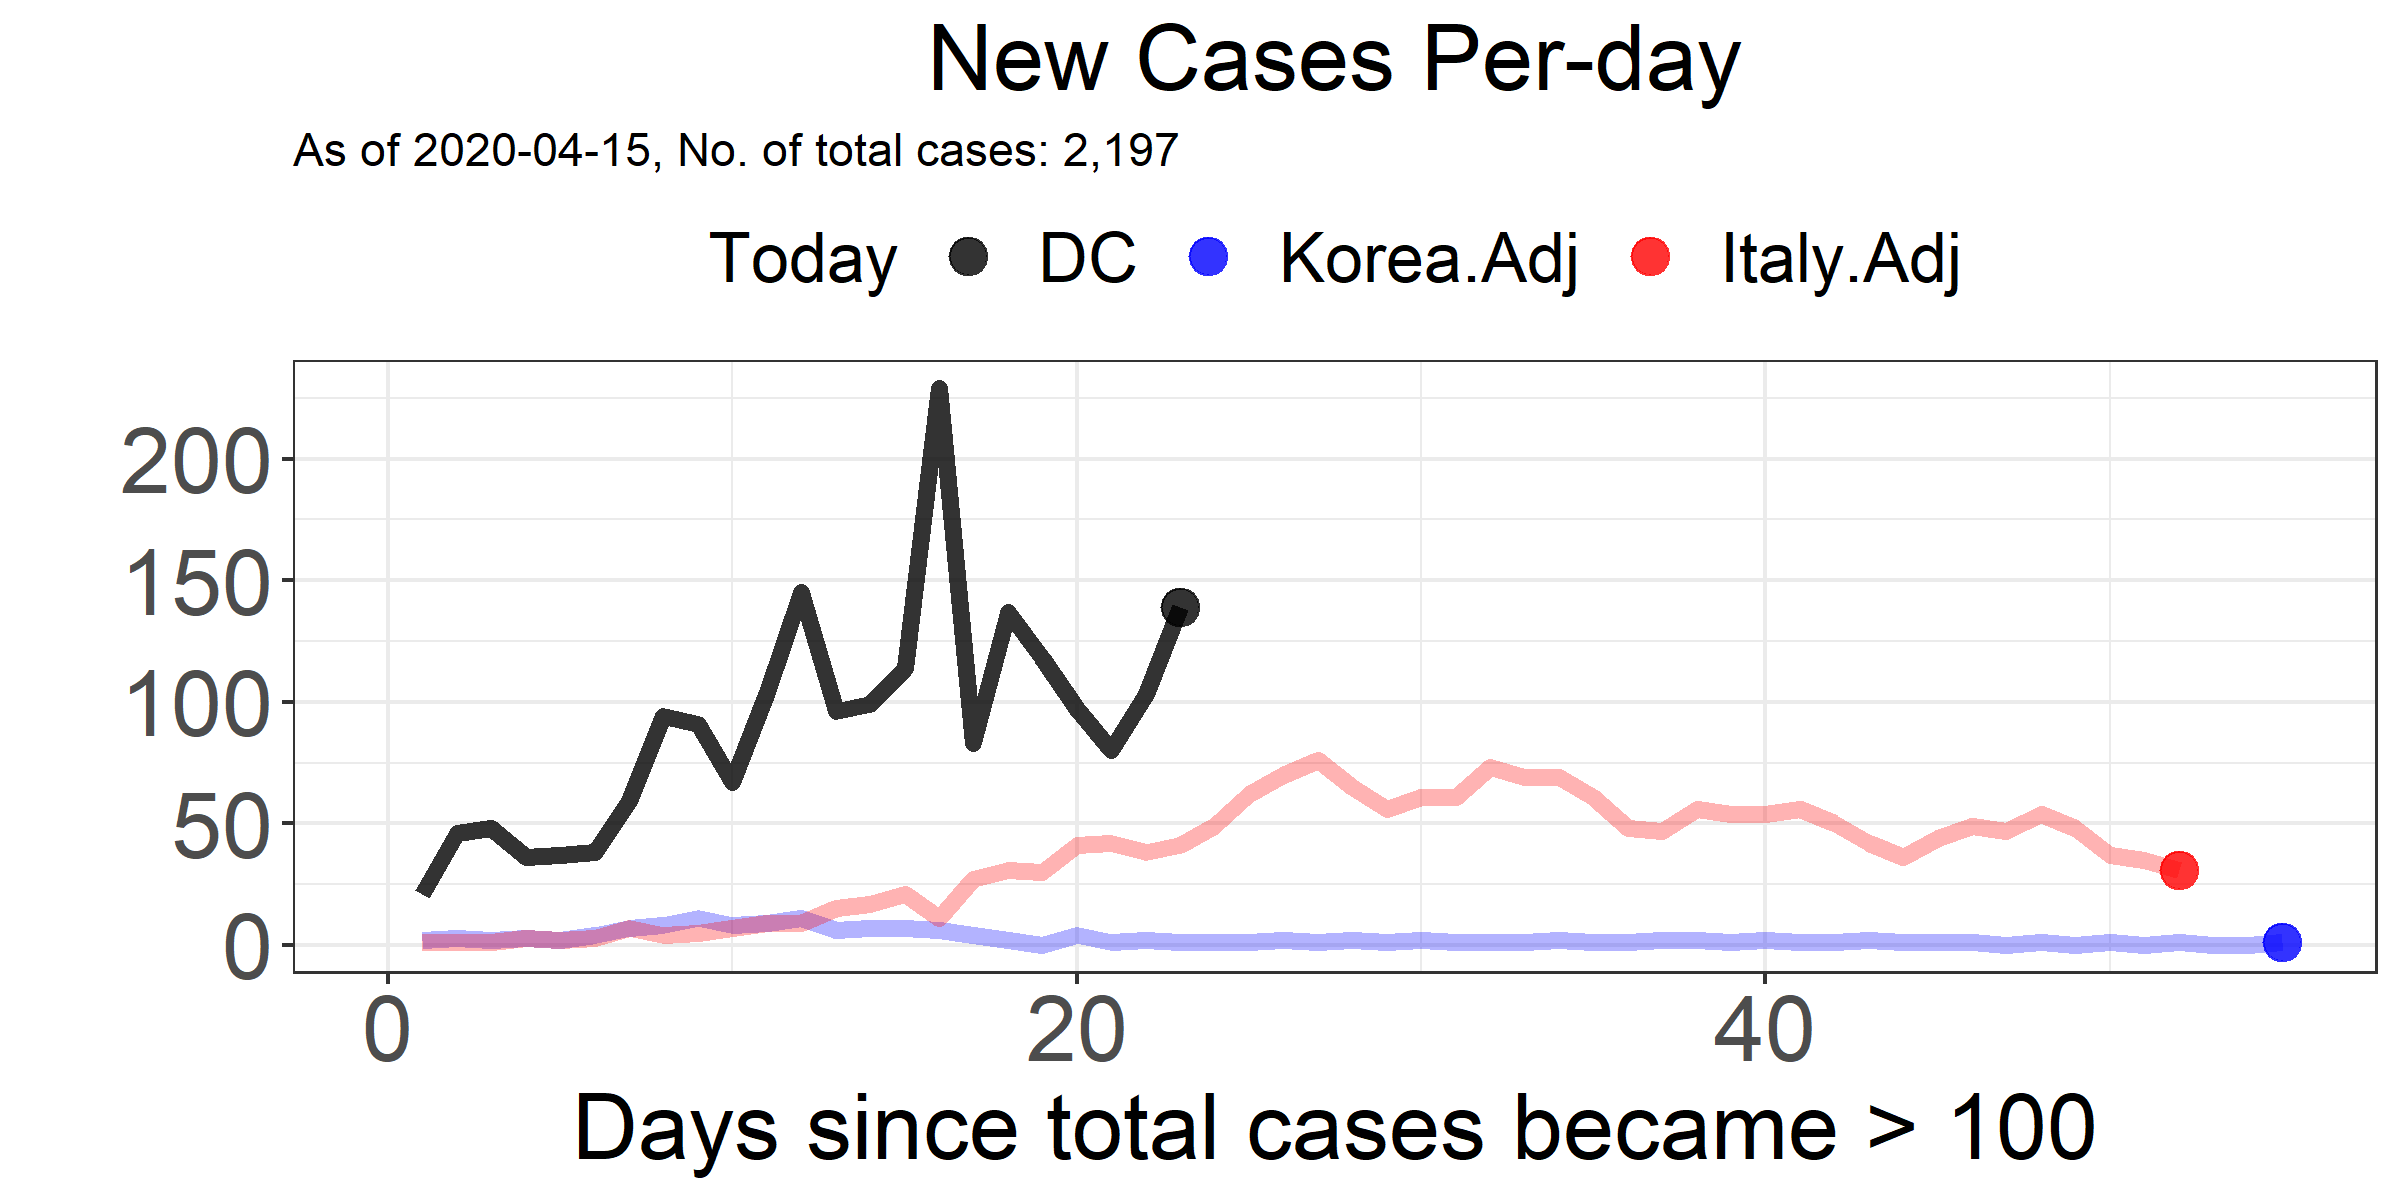 New Cases Per-day
As of 2020-04-15, No. of total cases: 2,197
Today DC Korea.Adj Italy.Adj
200
150
100
50
0
0 20 40
Days since total cases became > 100